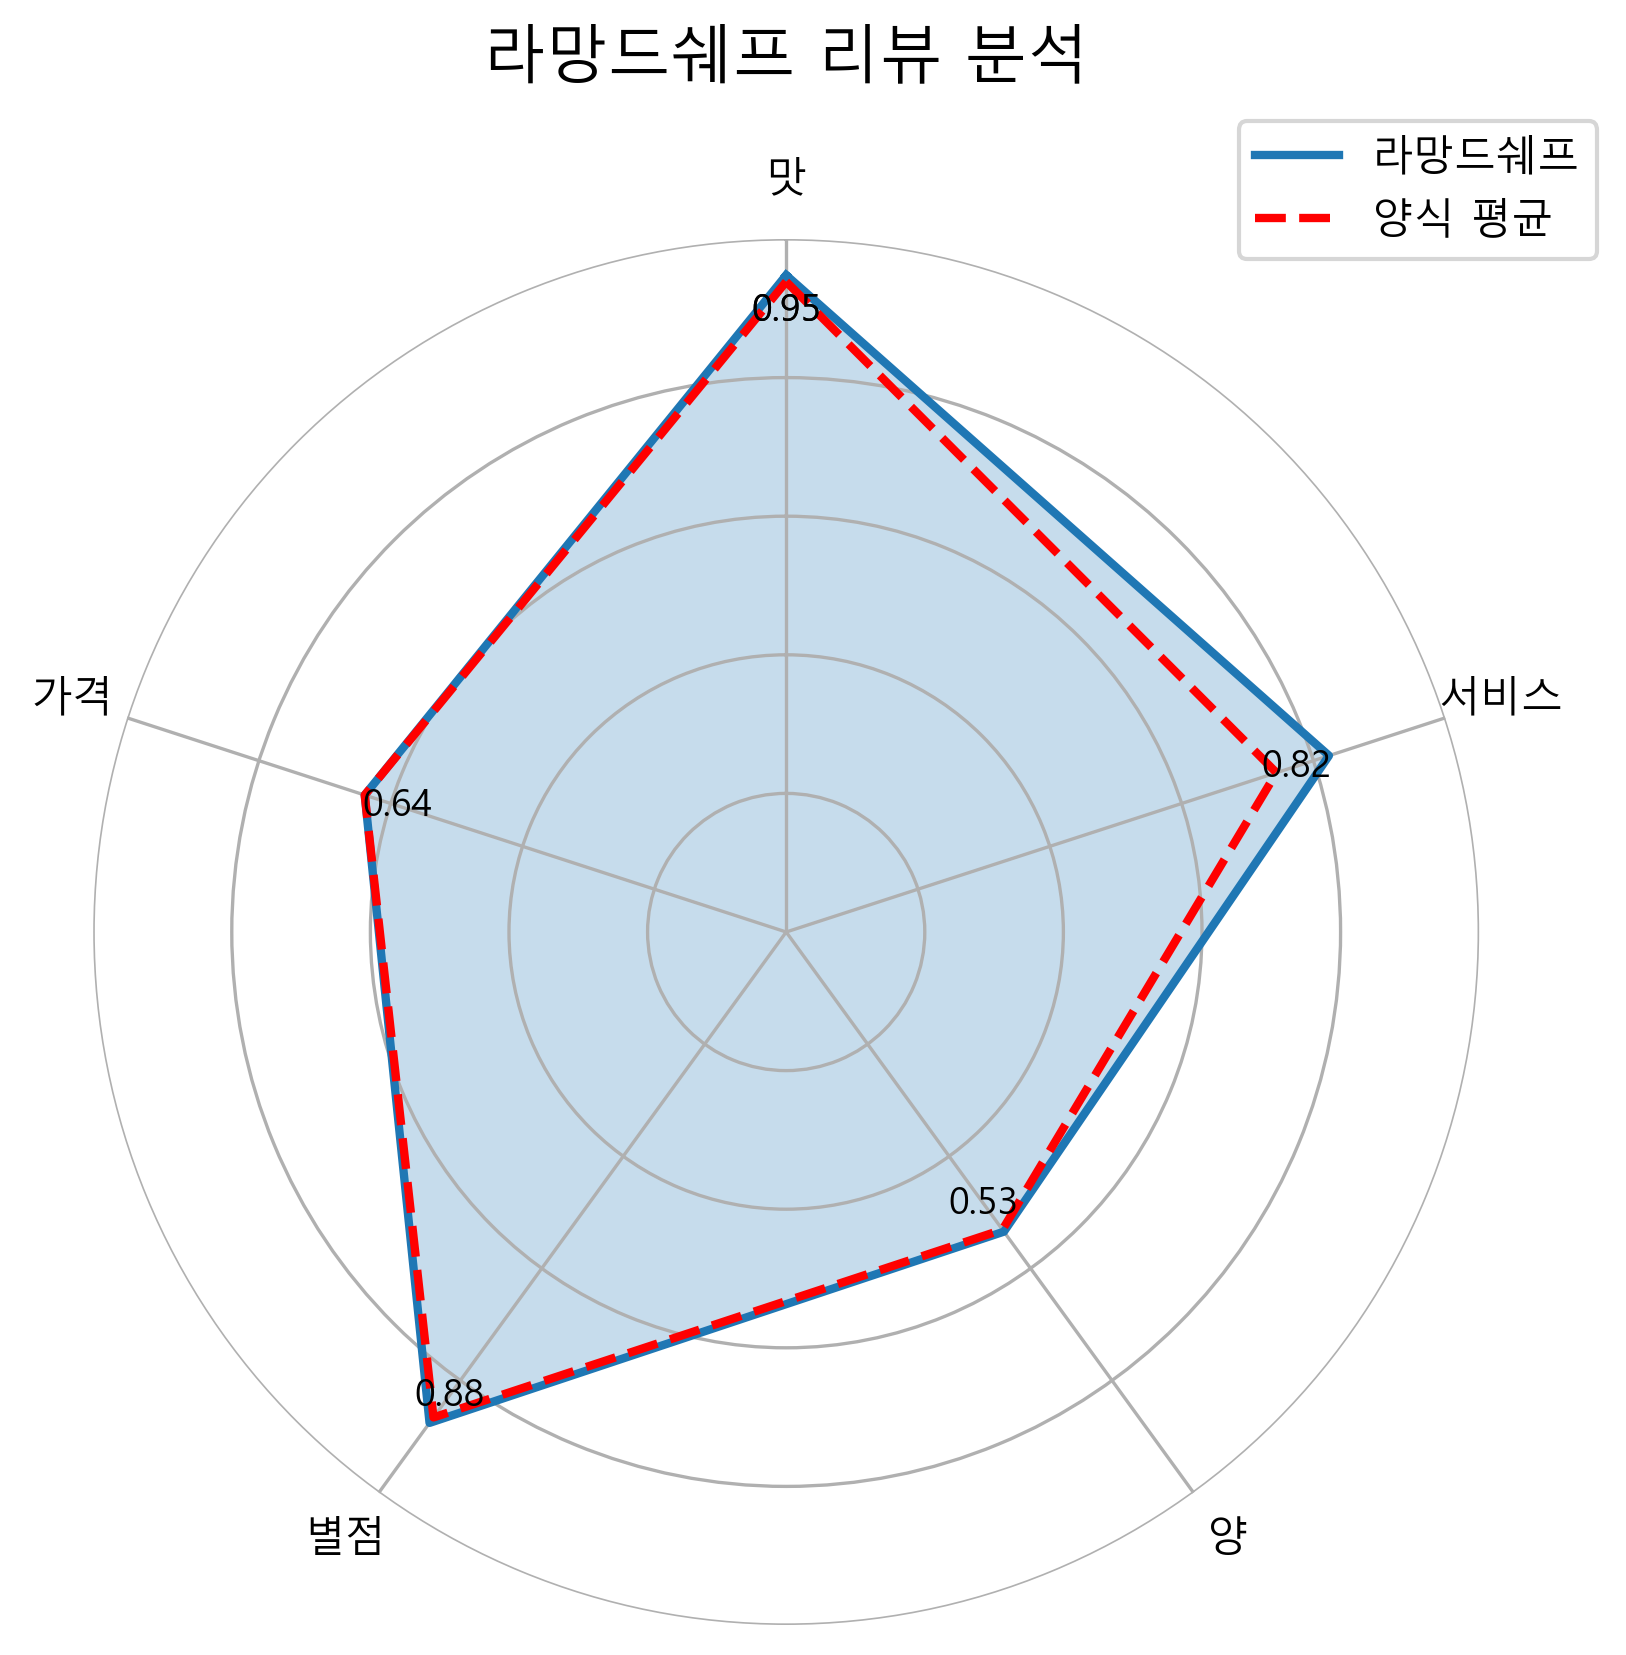 라망드쉐프 리뷰 분석
라망드쉐프
양식 평균
맛
0.95
서비스
0.82
가격
0.64
0.53
0.88
별점
양